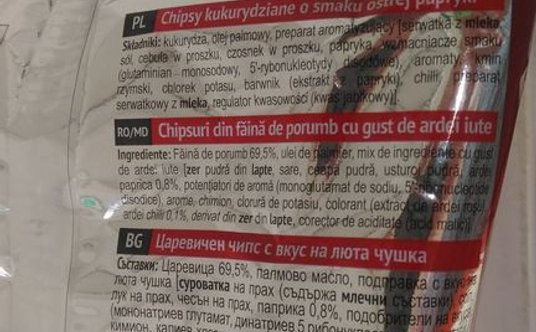 PL Chipsy kukurydziane o smaku ostrej papryki
Składniki: kukurydza, olej palmowy, preparat aromatyzujący [serwatka z mleka,
sól, cebula w proszku, czosnek w proszku, papryka, wzmacniacze smaku
(glutaminian monosodowy, 5'-rybonukleotydy disodowe), aromaty, kmin
rzymski, chlorek potasu, barwnik (ekstrakt z papryki), chilli, preparat
serwatkowy z mleka, regulator kwasowości (kwas jabłkowy)].
RO/MD Chipsuri din făină de porumb cu gust de ardei iute
Ingrediente: Făină de porumb 69,5%, ulei de palmier, mix de ingrediente cu gust
de ardei iute [zer pudră din lapte, sare, ceapă pudră, usturoi pudră, ardei
paprica 0,8%, potențiatori de aromă (monoglutamat de sodiu, 5'-ribonucleotide
disodice), arome, chimion, clorură de potasiu, colorant (extract de ardei roșu),
ardei chilli 0,1%, derivat din zer din lapte, corector de aciditate (acid malic)].
BG Царевичен чипс с вкус на люта чушка
Съставки: Царевица 69,5%, палмово масло, подправка с вкус на
люта чушка [суроватка на прах (съдържа млечни съставки), сол,
лук на прах, чесън на прах, паприка 0,8%, подобрители на вкуса
(мононатриев глутамат, динатриев 5 рибонуклеотид
кимион, калиев